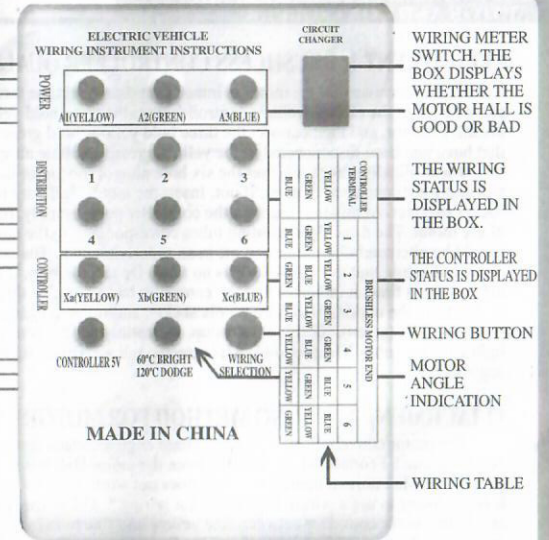 ELECTRIC VEHICLE
WIRING INSTRUMENT INSTRUCTIONS
CIRCUIT
CHANGER
POWER
A1(YELLOW) A2(GREEN) A3(BLUE)
DISTRIBUTION
1 2 3
4 5 6
CONTROLLER
Xa(YELLOW) Xb(GREEN) Xc(BLUE)
CONTROLLER 5V
60°C BRIGHT
120°C DODGE
WIRING
SELECTION
MADE IN CHINA
CONTROLLER
TERMINAL
YELLOW GREEN BLUE
BRUSHLESS MOTOR END
1 YELLOW GREEN BLUE
2 YELLOW BLUE GREEN
3 GREEN YELLOW BLUE
4 GREEN BLUE YELLOW
5 BLUE GREEN YELLOW
6 BLUE YELLOW GREEN
WIRING METER
SWITCH. THE
BOX DISPLAYS
WHETHER THE
MOTOR HALL IS
GOOD OR BAD
THE WIRING
STATUS IS
DISPLAYED IN
THE BOX.
THE CONTROLLER
STATUS IS DISPLAYED
IN THE BOX
WIRING BUTTON
MOTOR
ANGLE
INDICATION
WIRING TABLE